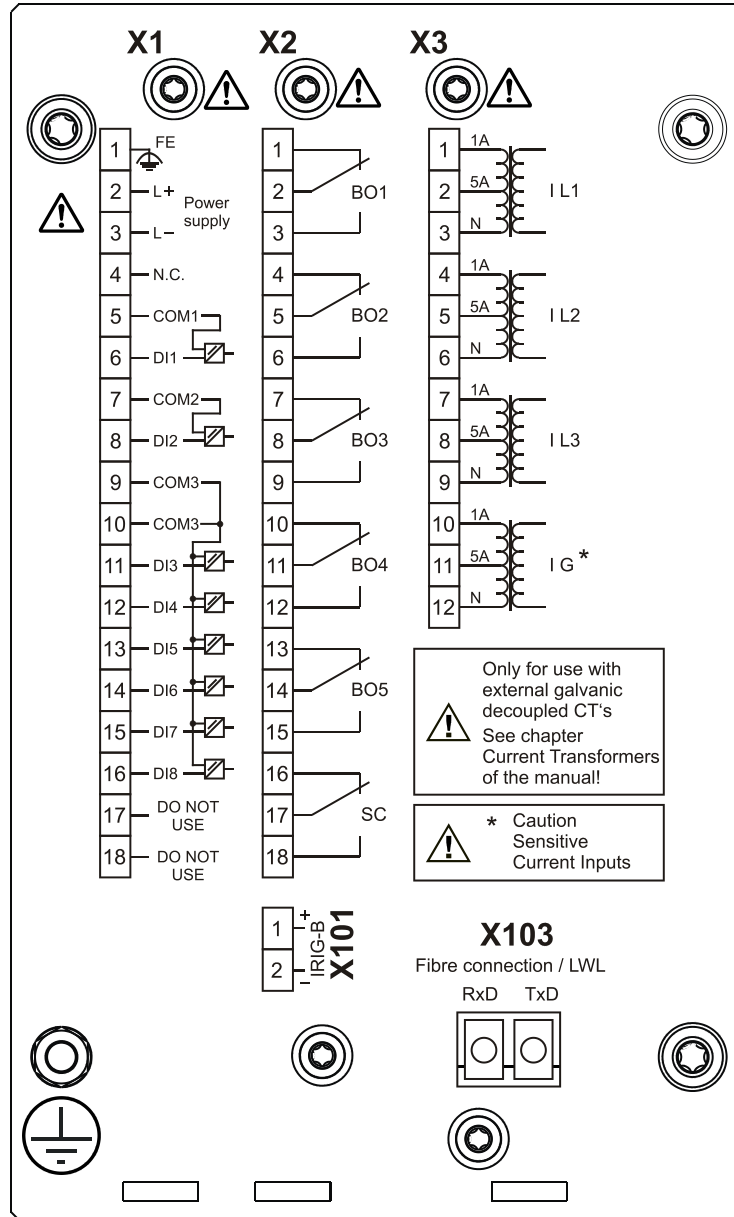 X1 X2 X3
1 FE
2 L+ Power supply
3 L–
4 N.C.
5 COM1
6 DI1
7 COM2
8 DI2
9 COM3
10 COM3
11 DI3
12 DI4
13 DI5
14 DI6
15 DI7
16 DI8
17 DO NOT USE
18 DO NOT USE
1
2 BO1
3
4
5 BO2
6
7
8 BO3
9
10
11 BO4
12
13
14 BO5
15
16
17 SC
18
1 1A
2 5A I L1
3 N
4 1A
5 5A I L2
6 N
7 1A
8 5A I L3
9 N
10 1A
11 5A I G*
12 N
Only for use with
external galvanic
decoupled CT‘s
See chapter
Current Transformers
of the manual!
* Caution
Sensitive
Current Inputs
1 +
2 –
IRIG-B
X101
X103
Fibre connection / LWL
RxD TxD